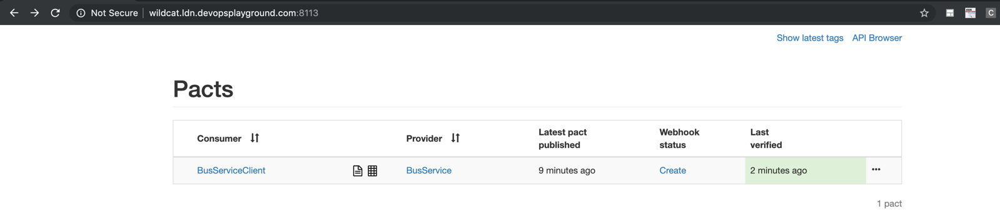 Not Secure wildcat.ldn.devopsplayground.com:8113
C
Show latest tags API Browser
Pacts
Consumer Provider Latest pact published Webhook status Last verified
BusServiceClient BusService 9 minutes ago Create 2 minutes ago ...
1 pact